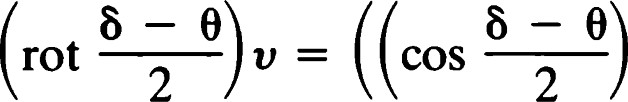 (rot (δ − θ)/2) v = ((cos (δ − θ)/2)